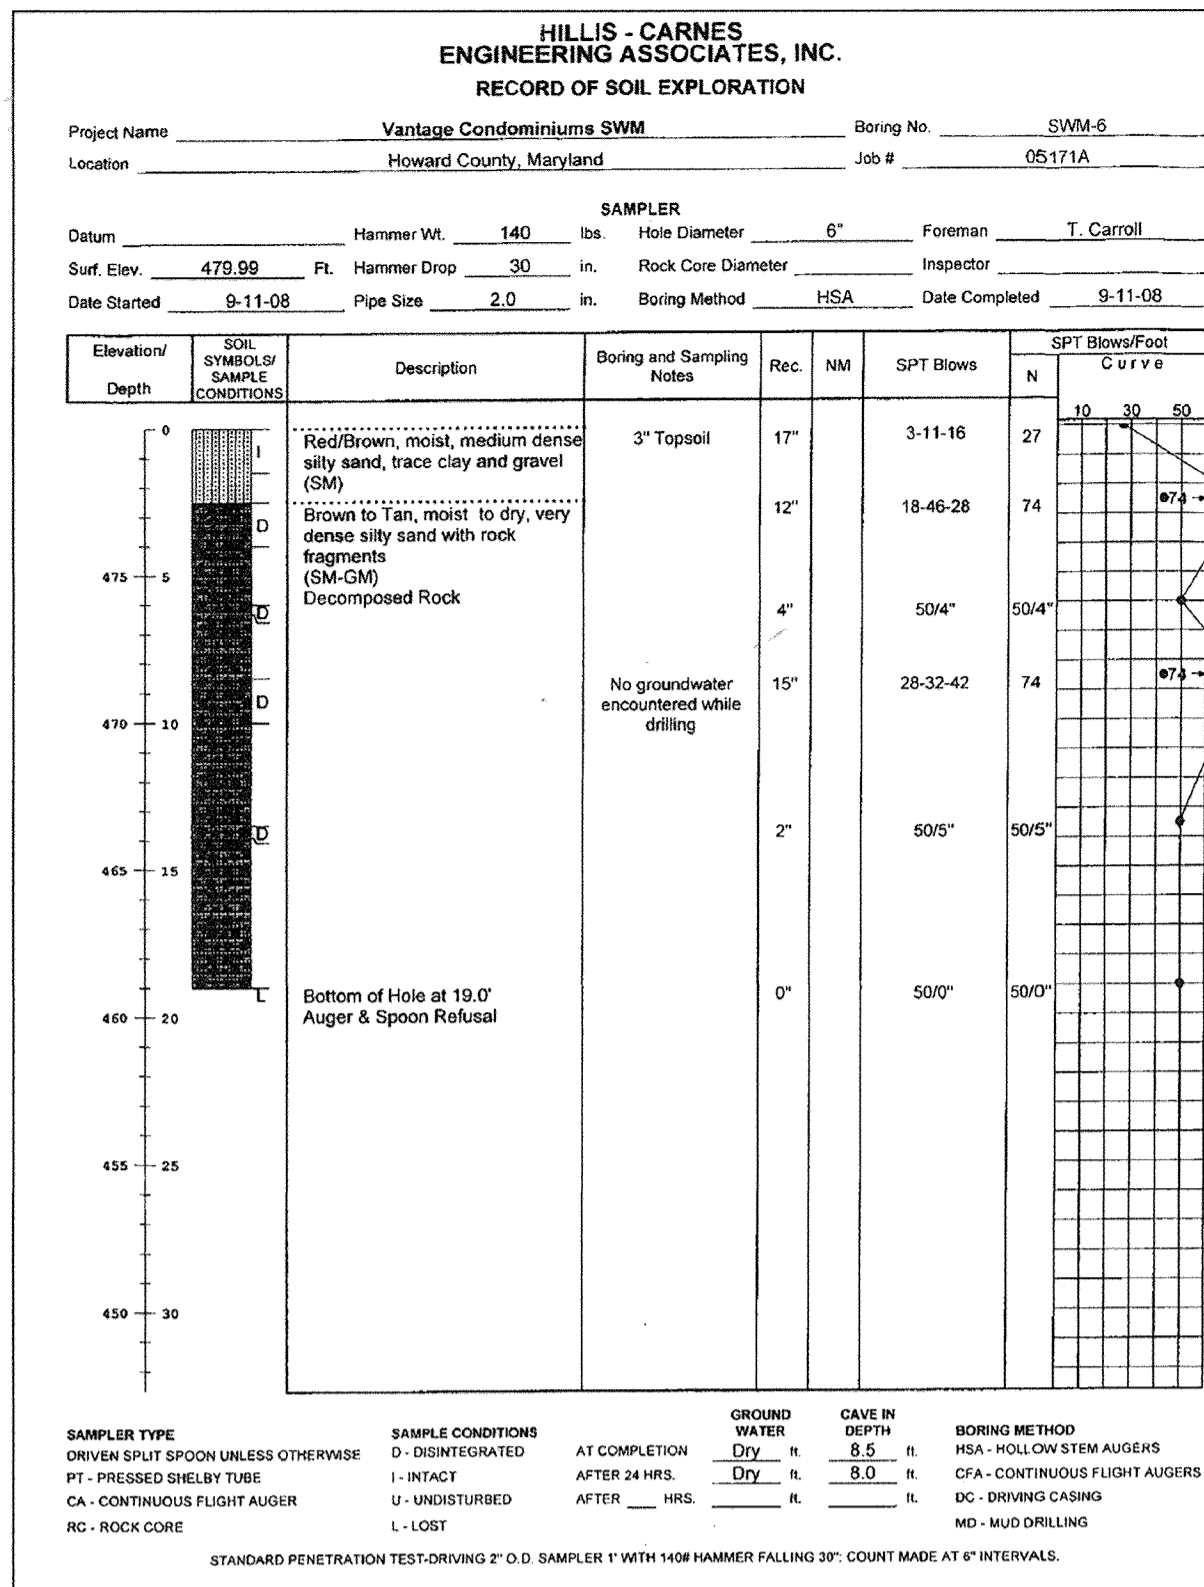 HILLIS - CARNES
ENGINEERING ASSOCIATES, INC.
RECORD OF SOIL EXPLORATION
Project Name Vantage Condominiums SWM Boring No. SWM-6
Location Howard County, Maryland Job # 05171A
SAMPLER
Datum Hammer Wt. 140 lbs. Hole Diameter 6" Foreman T. Carroll
Surf. Elev. 479.99 Ft. Hammer Drop 30 in. Rock Core Diameter Inspector
Date Started 9-11-08 Pipe Size 2.0 in. Boring Method HSA Date Completed 9-11-08
Elevation/ Depth SOIL SYMBOLS/ SAMPLE CONDITIONS Description Boring and Sampling Notes Rec. NM SPT Blows SPT Blows/Foot
N Curve
10 30 50
0 I Red/Brown, moist, medium dense 3" Topsoil 17" 3-11-16 27
silty sand, trace clay and gravel
(SM)
D Brown to Tan, moist to dry, very 12" 18-46-28 74 74
dense silty sand with rock
fragments
475 5 (SM-GM)
Decomposed Rock
D 4" 50/4" 50/4"
D No groundwater 15" 28-32-42 74 74
encountered while
470 10 drilling
D 2" 50/5" 50/5"
465 15
L Bottom of Hole at 19.0' 0" 50/0" 50/0"
460 20 Auger & Spoon Refusal
455 25
450 30
GROUND WATER CAVE IN DEPTH
SAMPLER TYPE SAMPLE CONDITIONS BORING METHOD
DRIVEN SPLIT SPOON UNLESS OTHERWISE D - DISINTEGRATED AT COMPLETION Dry ft. 8.5 ft. HSA - HOLLOW STEM AUGERS
PT - PRESSED SHELBY TUBE I - INTACT AFTER 24 HRS. Dry ft. 8.0 ft. CFA - CONTINUOUS FLIGHT AUGERS
CA - CONTINUOUS FLIGHT AUGER U - UNDISTURBED AFTER ___ HRS. ft. ft. DC - DRIVING CASING
RC - ROCK CORE L - LOST MD - MUD DRILLING
STANDARD PENETRATION TEST-DRIVING 2" O.D. SAMPLER 1' WITH 140# HAMMER FALLING 30"; COUNT MADE AT 6" INTERVALS.